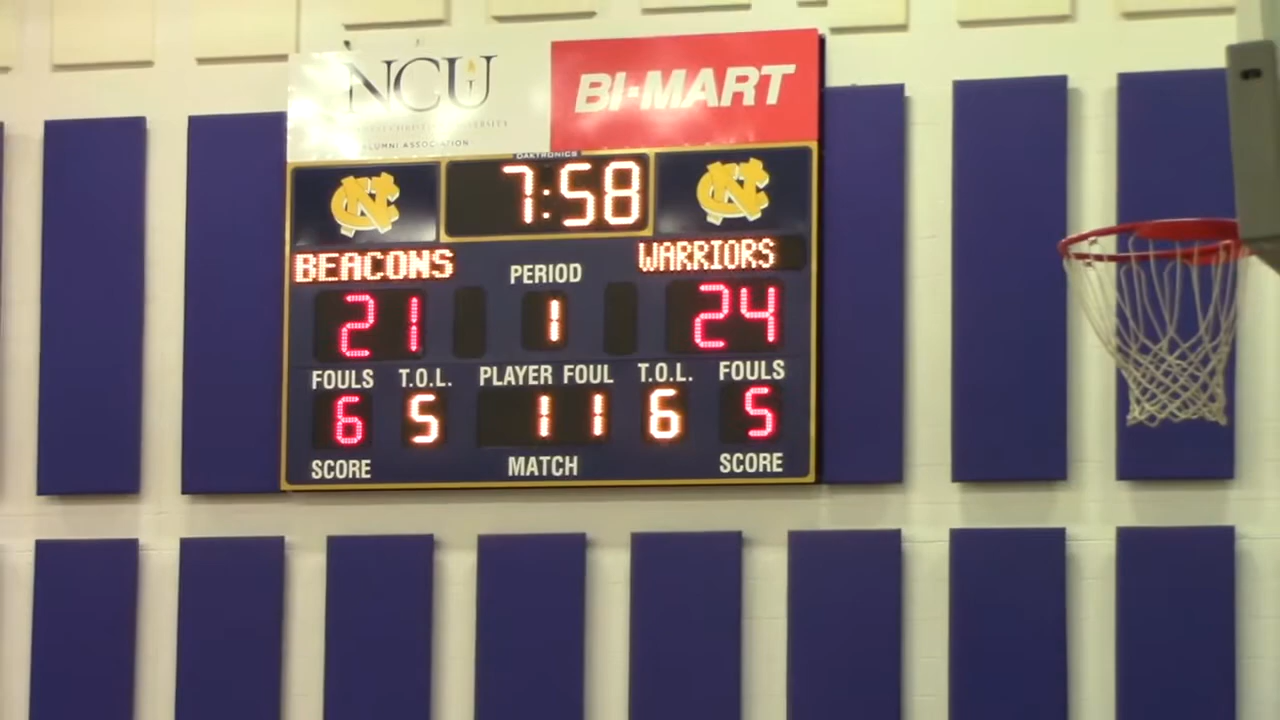 NCU
BI-MART
ALUMNI ASSOCIATION
DAKTRONICS
7:58
BEACONS
WARRIORS
PERIOD
21 1 24
FOULS T.O.L. PLAYER FOUL T.O.L. FOULS
6 5 11 1 6 5
SCORE MATCH SCORE